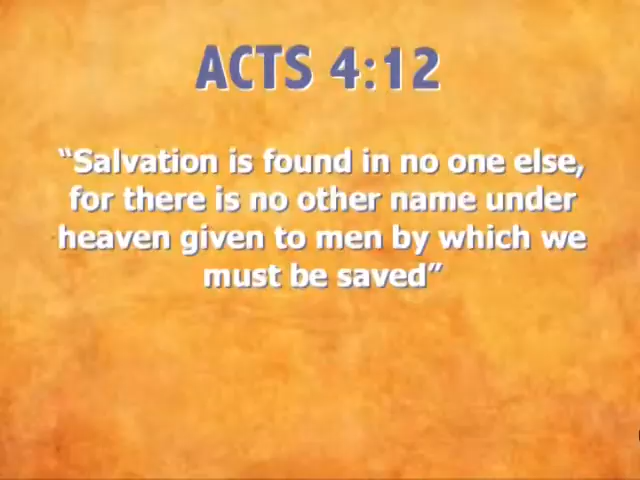 ACTS 4:12
“Salvation is found in no one else,
for there is no other name under
heaven given to men by which we
must be saved”